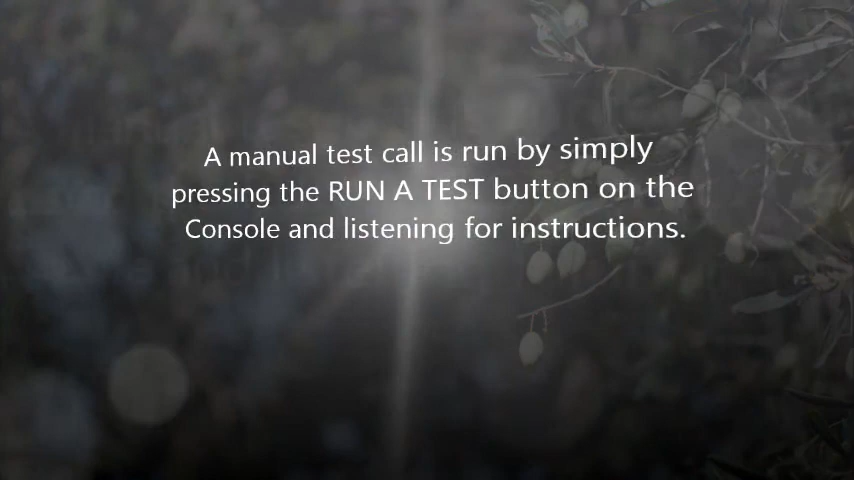 A manual test call is run by simply
pressing the RUN A TEST button on the
Console and listening for instructions.